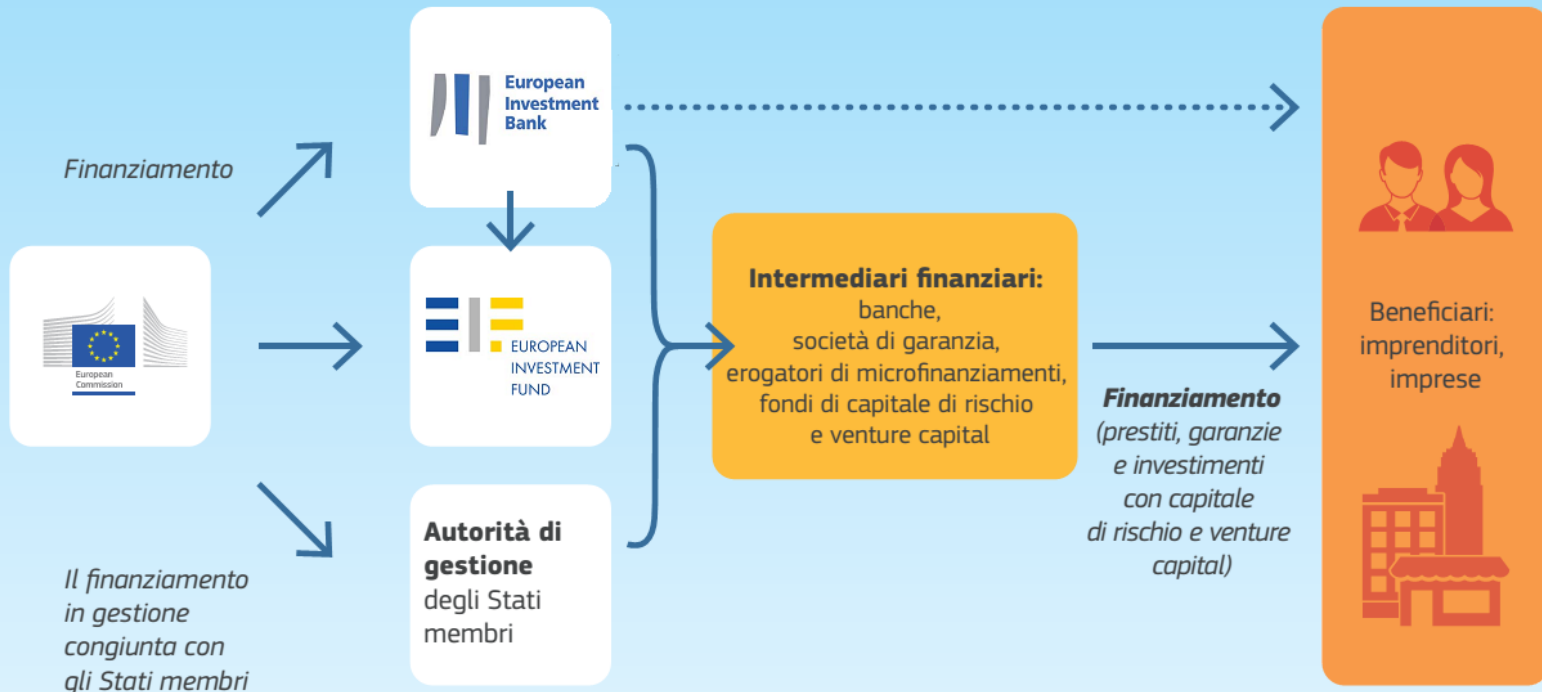 European
Investment
Bank
Finanziamento
European
Commission
EUROPEAN
INVESTMENT
FUND
Autorità di
gestione
degli Stati
membri
Il finanziamento
in gestione
congiunta con
gli Stati membri
Intermediari finanziari:
banche,
società di garanzia,
erogatori di microfinanziamenti,
fondi di capitale di rischio
e venture capital
Finanziamento
(prestiti, garanzie
e investimenti
con capitale
di rischio e venture
capital)
Beneficiari:
imprenditori,
imprese